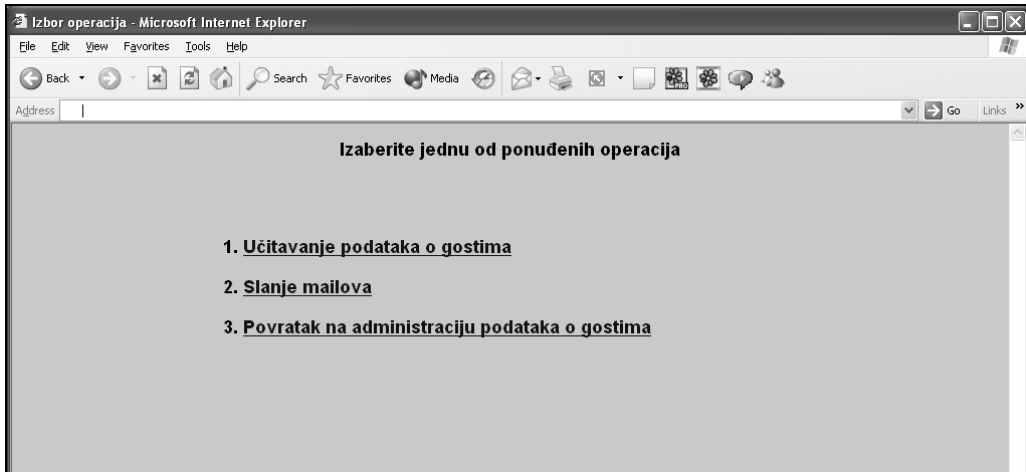 Izbor operacija - Microsoft Internet Explorer
File Edit View Favorites Tools Help
Back Search Favorites Media
Address Go Links »
Izaberite jednu od ponuđenih operacija
1. Učitavanje podataka o gostima
2. Slanje mailova
3. Povratak na administraciju podataka o gostima